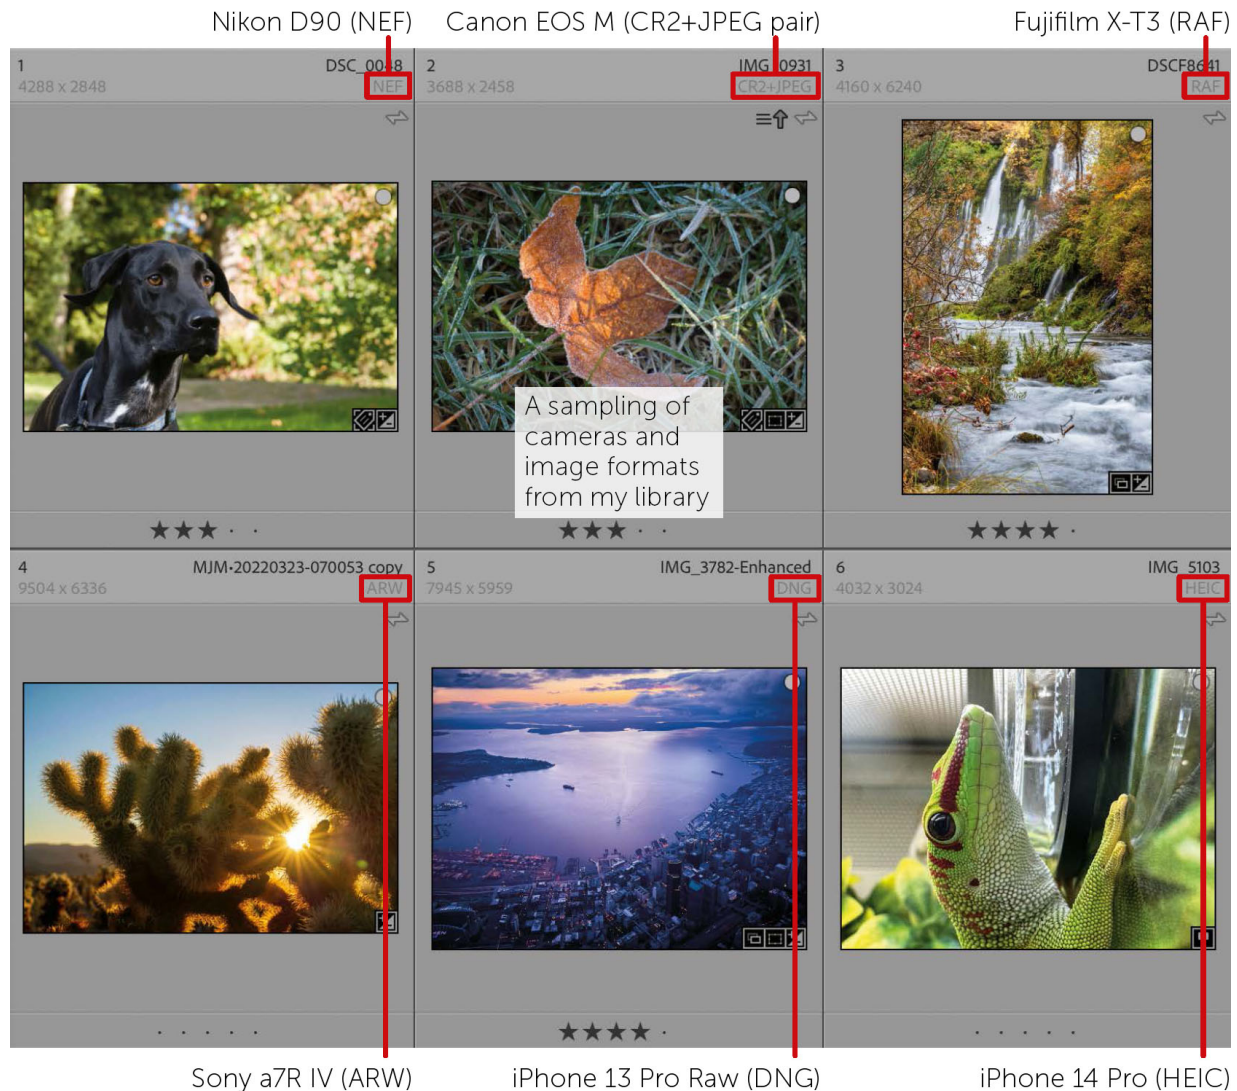 Nikon D90 (NEF)
Canon EOS M (CR2+JPEG pair)
Fujifilm X-T3 (RAF)
1
DSC_0048
4288 x 2848
NEF
2
IMG_0931
3688 x 2458
CR2+JPEG
3
DSCF8641
4160 x 6240
RAF
A sampling of
cameras and
image formats
from my library
4
MJM•20220323-070053 copy
9504 x 6336
ARW
5
IMG_3782-Enhanced
7945 x 5959
DNG
6
IMG_5103
4032 x 3024
HEIC
Sony a7R IV (ARW)
iPhone 13 Pro Raw (DNG)
iPhone 14 Pro (HEIC)